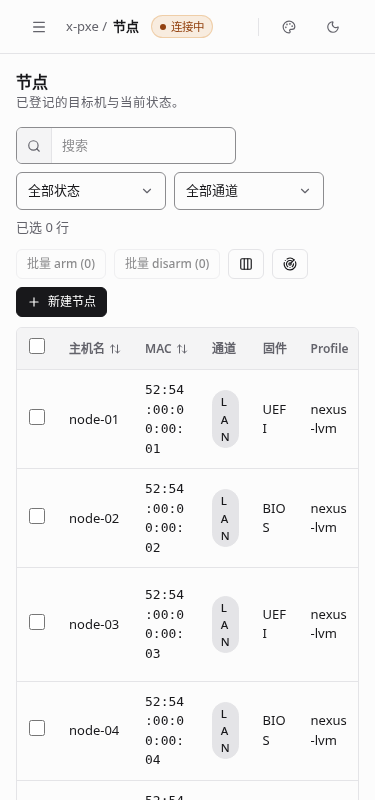 x-pxe / 节点 连接中
节点
已登记的目标机与当前状态。
搜索
全部状态 全部通道
已选 0 行
批量 arm (0) 批量 disarm (0)
新建节点
主机名 MAC 通道 固件 Profile
node-01
52:54
:00:0
0:00:
01
L
A
N
UEF
I
nexus
-lvm
node-02
52:54
:00:0
0:00:
02
L
A
N
BIO
S
nexus
-lvm
node-03
52:54
:00:0
0:00:
03
L
A
N
UEF
I
nexus
-lvm
node-04
52:54
:00:0
0:00:
04
L
A
N
BIO
S
nexus
-lvm